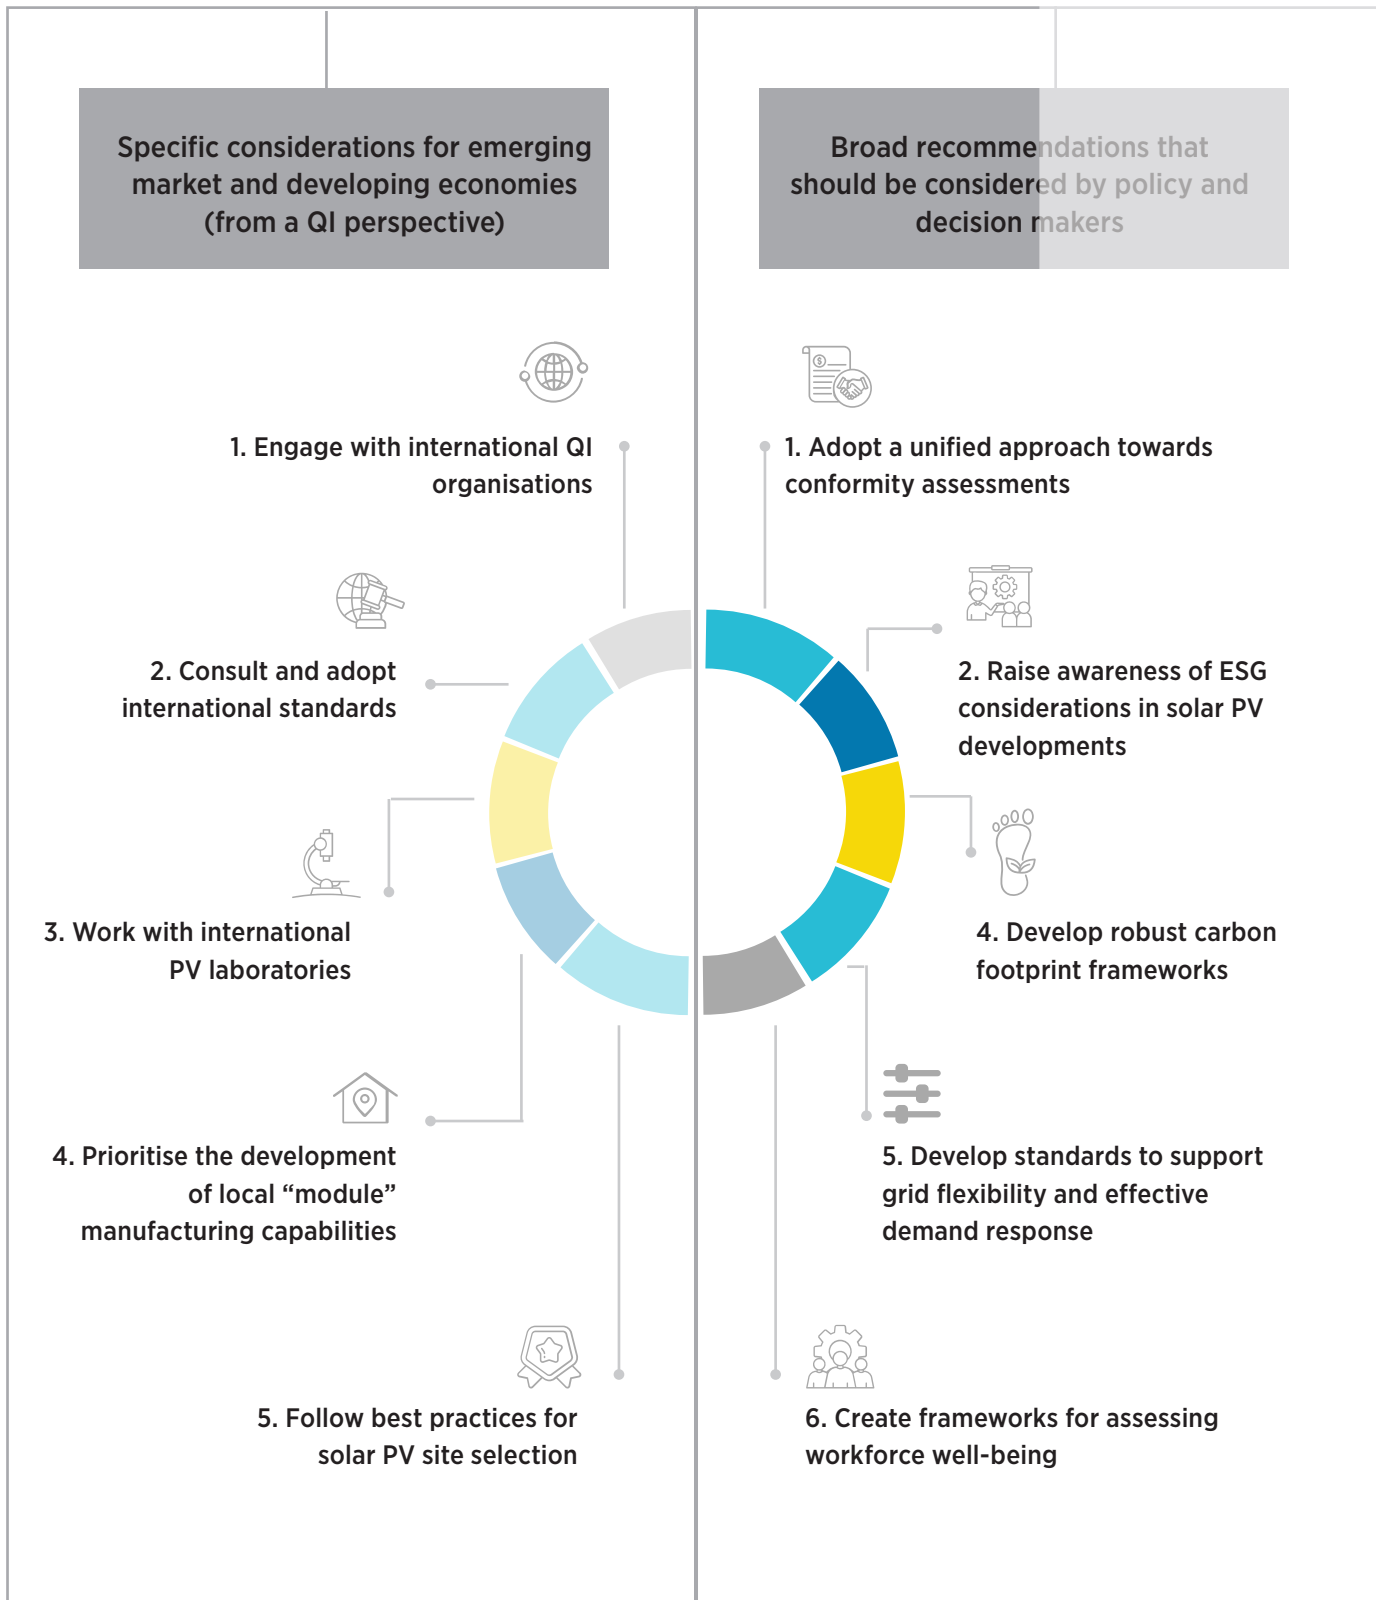 Specific considerations for emerging
market and developing economies
(from a QI perspective)
1. Engage with international QI
organisations
2. Consult and adopt
international standards
3. Work with international
PV laboratories
4. Prioritise the development
of local “module”
manufacturing capabilities
5. Follow best practices for
solar PV site selection
Broad recommendations that
should be considered by policy and
decision makers
$
1. Adopt a unified approach towards
conformity assessments
2. Raise awareness of ESG
considerations in solar PV
developments
4. Develop robust carbon
footprint frameworks
5. Develop standards to support
grid flexibility and effective
demand response
6. Create frameworks for assessing
workforce well-being